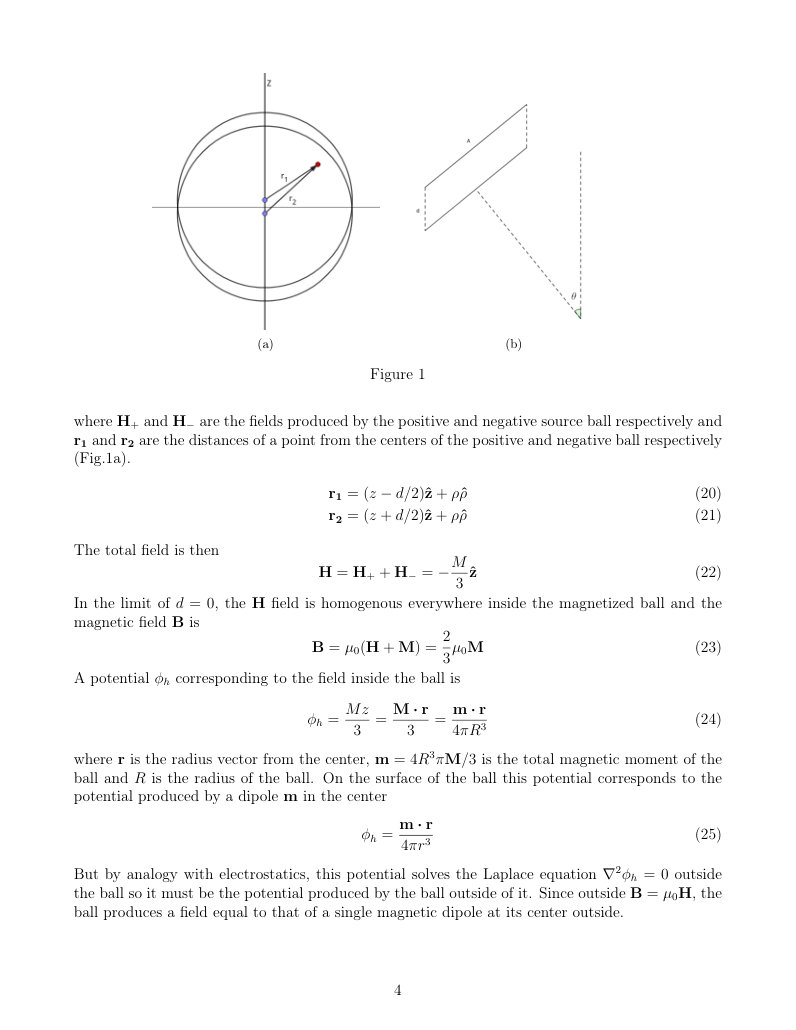 z
r₁
r₂
A
d
θ
(a)
(b)
Figure 1
where H₊ and H₋ are the fields produced by the positive and negative source ball respectively and
r₁ and r₂ are the distances of a point from the centers of the positive and negative ball respectively
(Fig.1a).
r₁ = (z − d/2)ẑ + ρρ̂ (20)
r₂ = (z + d/2)ẑ + ρρ̂ (21)
The total field is then
H = H₊ + H₋ = −M/3 ẑ (22)
In the limit of d = 0, the H field is homogenous everywhere inside the magnetized ball and the
magnetic field B is
B = μ₀(H + M) = 2/3 μ₀M (23)
A potential ϕₕ corresponding to the field inside the ball is
ϕₕ = Mz/3 = M · r/3 = m · r/4πR³ (24)
where r is the radius vector from the center, m = 4R³πM/3 is the total magnetic moment of the
ball and R is the radius of the ball. On the surface of the ball this potential corresponds to the
potential produced by a dipole m in the center
ϕₕ = m · r/4πr³ (25)
But by analogy with electrostatics, this potential solves the Laplace equation ∇²ϕₕ = 0 outside
the ball so it must be the potential produced by the ball outside of it. Since outside B = μ₀H, the
ball produces a field equal to that of a single magnetic dipole at its center outside.
4